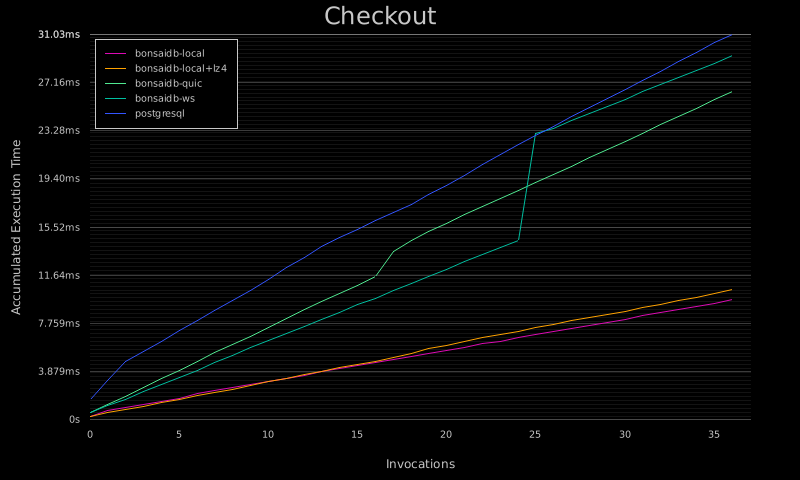 Checkout
31.03ms
27.16ms
23.28ms
19.40ms
15.52ms
11.64ms
7.759ms
3.879ms
0s
bonsaidb-local
bonsaidb-local+lz4
bonsaidb-quic
bonsaidb-ws
postgresql
Accumulated Execution Time
0 5 10 15 20 25 30 35
Invocations